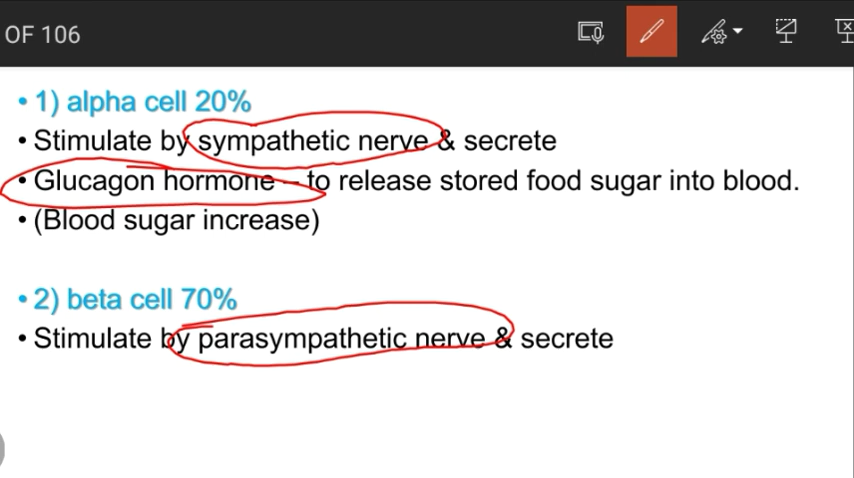 OF 106
• 1) alpha cell 20%
• Stimulate by sympathetic nerve & secrete
• Glucagon hormone – to release stored food sugar into blood.
• (Blood sugar increase)
• 2) beta cell 70%
• Stimulate by parasympathetic nerve & secrete